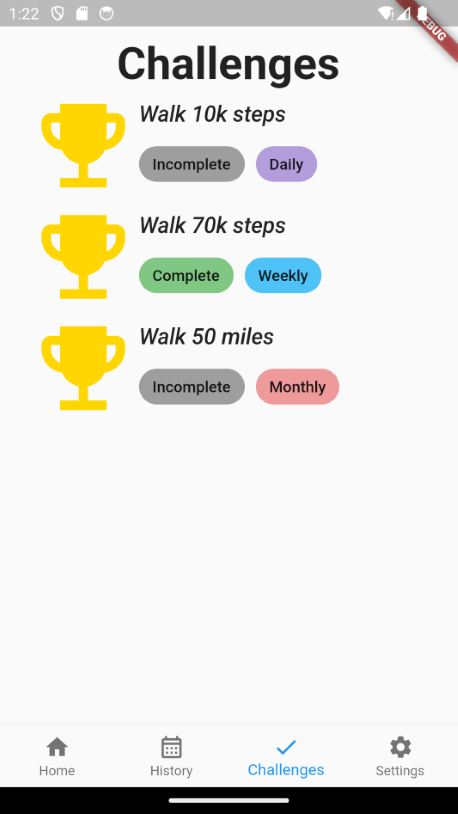 1:22
DEBUG
Challenges
Walk 10k steps
Incomplete Daily
Walk 70k steps
Complete Weekly
Walk 50 miles
Incomplete Monthly
Home History Challenges Settings